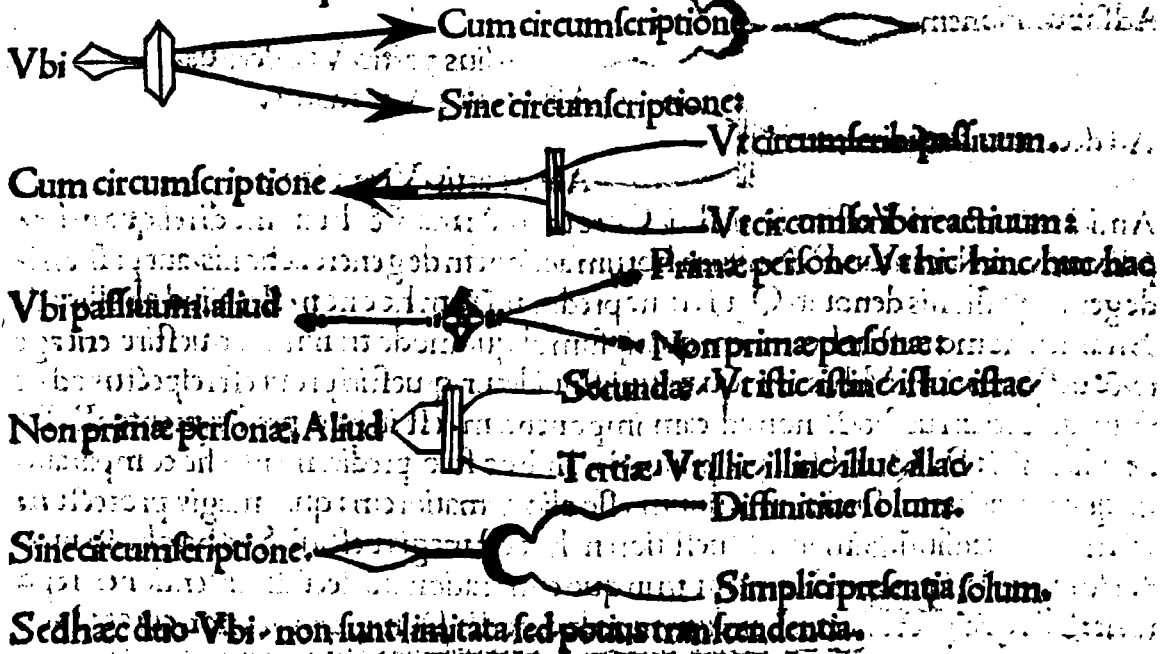 Cum circumſcriptione
Vbi
Sine circumſcriptione:
Vt circumſcribi paſſiuum.
Cum circumſcriptione
Vt circumſcribere actiuum:
Primæ perſone Vt hic/hinc/huc/hac
Vbi paſſiuum aliud
Non primæ perſonæ:
Secundæ Vt iſtic iſtinc iſtuc iſtac
Non primæ perſonæ. Aliud
Tertiæ Vt illic illinc illuc illac
Diffinitiue ſolum.
Sine circumſcriptione.
Simplici preſentia ſolum.
Sed hæc duo Vbi non ſunt limitata ſed potius tranſcendentia.